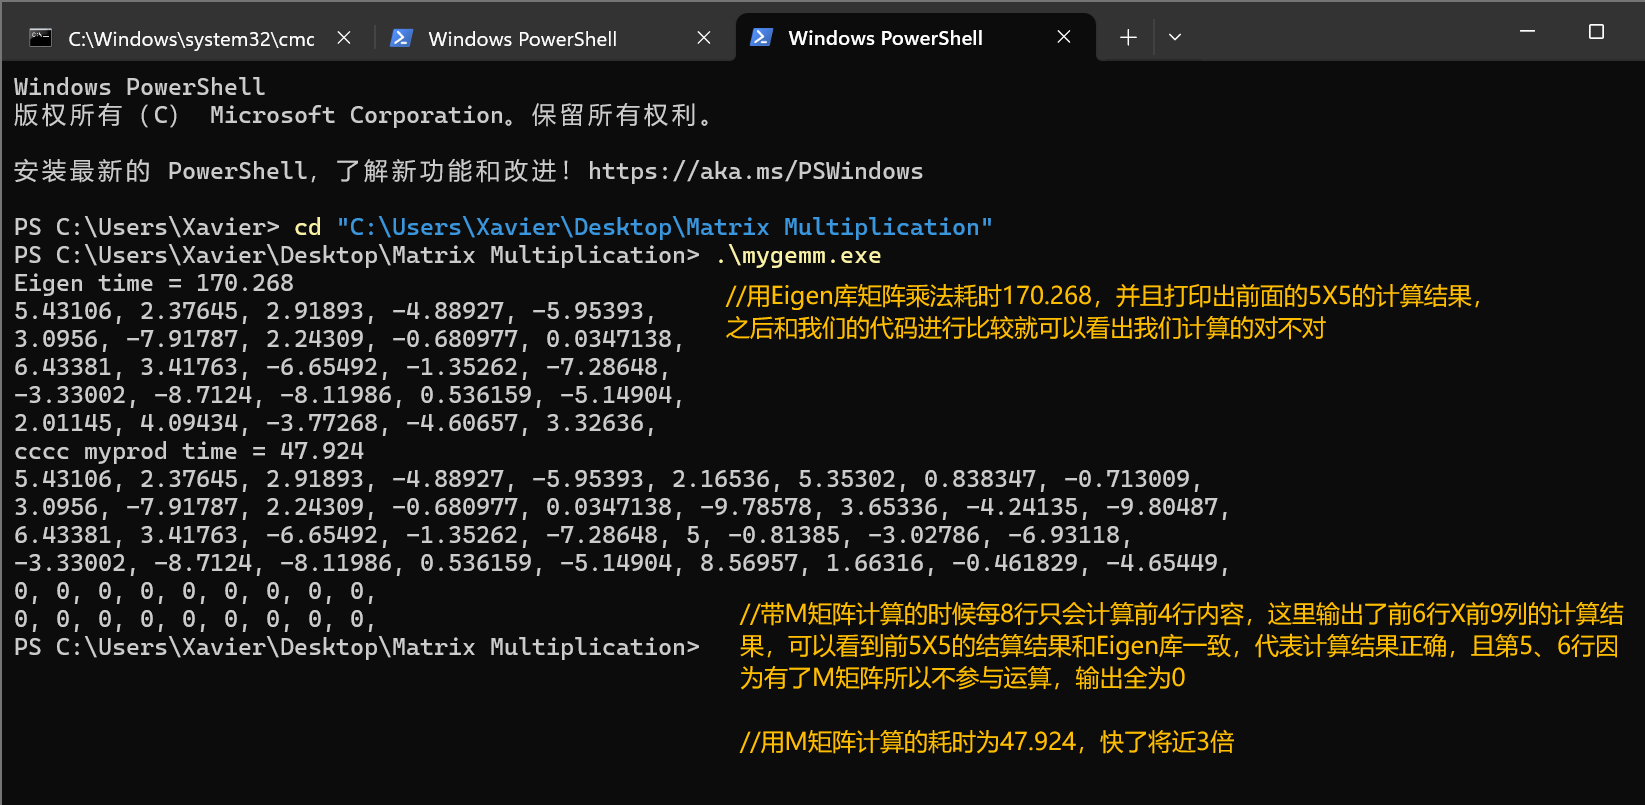 C:\Windows\system32\cmc
Windows PowerShell
Windows PowerShell
Windows PowerShell
版权所有 (C) Microsoft Corporation。保留所有权利。
安装最新的 PowerShell，了解新功能和改进！https://aka.ms/PSWindows
PS C:\Users\Xavier> cd "C:\Users\Xavier\Desktop\Matrix Multiplication"
PS C:\Users\Xavier\Desktop\Matrix Multiplication> .\mygemm.exe
Eigen time = 170.268
5.43106, 2.37645, 2.91893, -4.88927, -5.95393,
3.0956, -7.91787, 2.24309, -0.680977, 0.0347138,
6.43381, 3.41763, -6.65492, -1.35262, -7.28648,
-3.33002, -8.7124, -8.11986, 0.536159, -5.14904,
2.01145, 4.09434, -3.77268, -4.60657, 3.32636,
//用Eigen库矩阵乘法耗时170.268，并且打印出前面的5X5的计算结果，
之后和我们的代码进行比较就可以看出我们计算的对不对
cccc myprod time = 47.924
5.43106, 2.37645, 2.91893, -4.88927, -5.95393, 2.16536, 5.35302, 0.838347, -0.713009,
3.0956, -7.91787, 2.24309, -0.680977, 0.0347138, -9.78578, 3.65336, -4.24135, -9.80487,
6.43381, 3.41763, -6.65492, -1.35262, -7.28648, 5, -0.81385, -3.02786, -6.93118,
-3.33002, -8.7124, -8.11986, 0.536159, -5.14904, 8.56957, 1.66316, -0.461829, -4.65449,
0, 0, 0, 0, 0, 0, 0, 0, 0,
0, 0, 0, 0, 0, 0, 0, 0, 0,
PS C:\Users\Xavier\Desktop\Matrix Multiplication>
//带M矩阵计算的时候每8行只会计算前4行内容，这里输出了前6行X前9列的计算结
果，可以看到前5X5的结算结果和Eigen库一致，代表计算结果正确，且第5、6行因
为有了M矩阵所以不参与运算，输出全为0
//用M矩阵计算的耗时为47.924，快了将近3倍